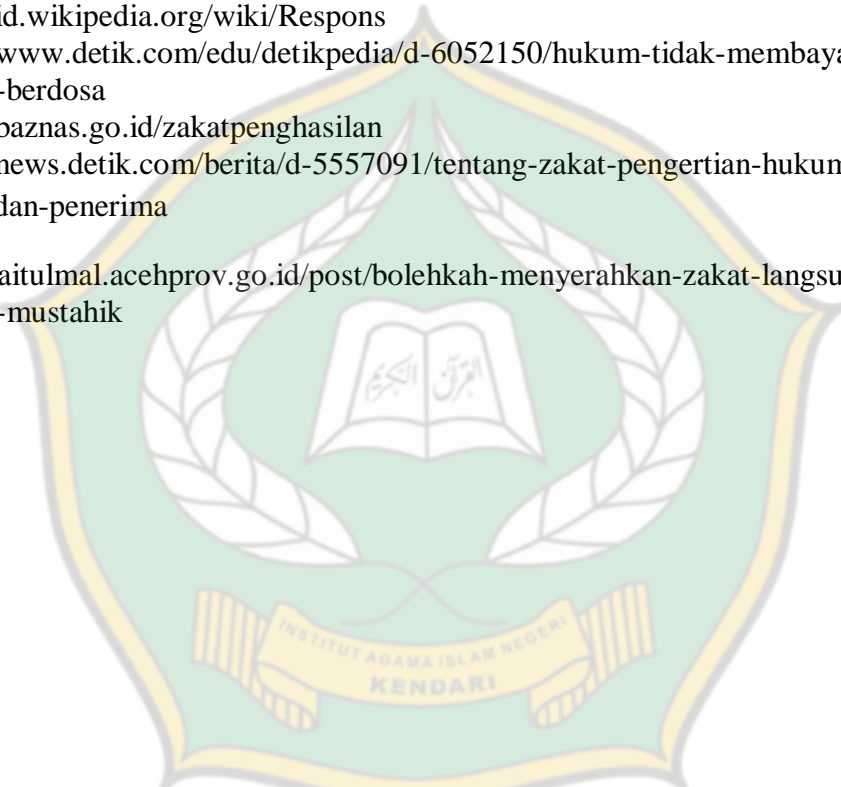 id.wikipedia.org/wiki/Respons
www.detik.com/edu/detikpedia/d-6052150/hukum-tidak-membaya
-berdosa
baznas.go.id/zakatpenghasilan
news.detik.com/berita/d-5557091/tentang-zakat-pengertian-hukum
dan-penerima
aitulmal.acehprov.go.id/post/bolehkah-menyerahkan-zakat-langsu
-mustahik
القرآن الكريم
INSTITUT AGAMA ISLAM NEGERI
KENDARI